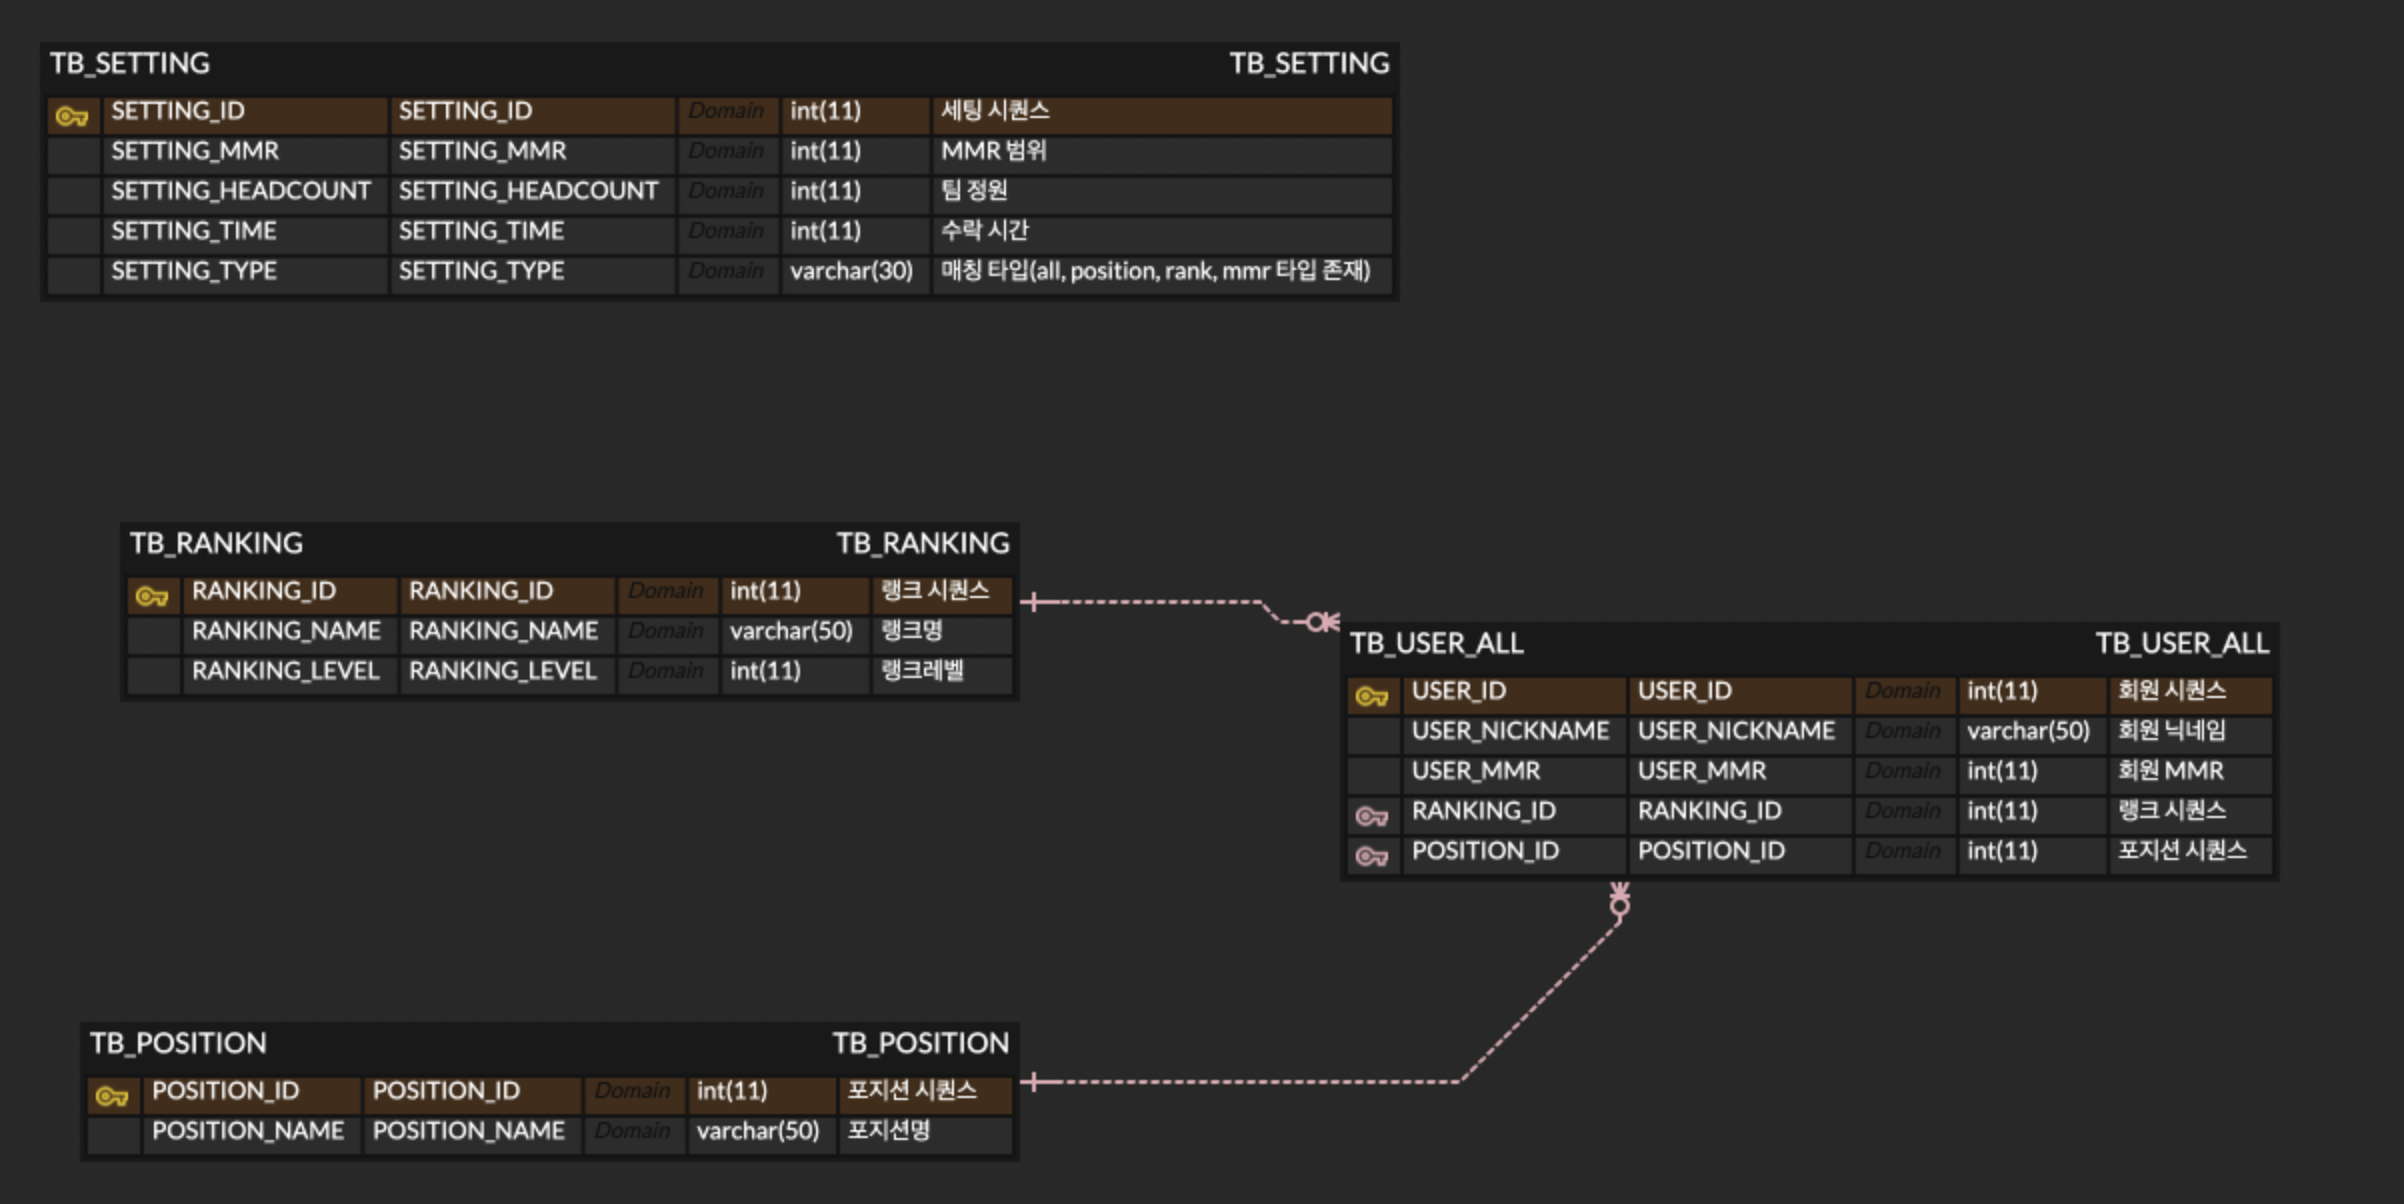 TB_SETTING TB_SETTING
SETTING_ID SETTING_ID Domain int(11) 세팅 시퀀스
SETTING_MMR SETTING_MMR Domain int(11) MMR 범위
SETTING_HEADCOUNT SETTING_HEADCOUNT Domain int(11) 팀 정원
SETTING_TIME SETTING_TIME Domain int(11) 수락 시간
SETTING_TYPE SETTING_TYPE Domain varchar(30) 매칭 타입(all, position, rank, mmr 타입 존재)
TB_RANKING TB_RANKING
RANKING_ID RANKING_ID Domain int(11) 랭크 시퀀스
RANKING_NAME RANKING_NAME Domain varchar(50) 랭크명
RANKING_LEVEL RANKING_LEVEL Domain int(11) 랭크레벨
TB_USER_ALL TB_USER_ALL
USER_ID USER_ID Domain int(11) 회원 시퀀스
USER_NICKNAME USER_NICKNAME Domain varchar(50) 회원 닉네임
USER_MMR USER_MMR Domain int(11) 회원 MMR
RANKING_ID RANKING_ID Domain int(11) 랭크 시퀀스
POSITION_ID POSITION_ID Domain int(11) 포지션 시퀀스
TB_POSITION TB_POSITION
POSITION_ID POSITION_ID Domain int(11) 포지션 시퀀스
POSITION_NAME POSITION_NAME Domain varchar(50) 포지션명